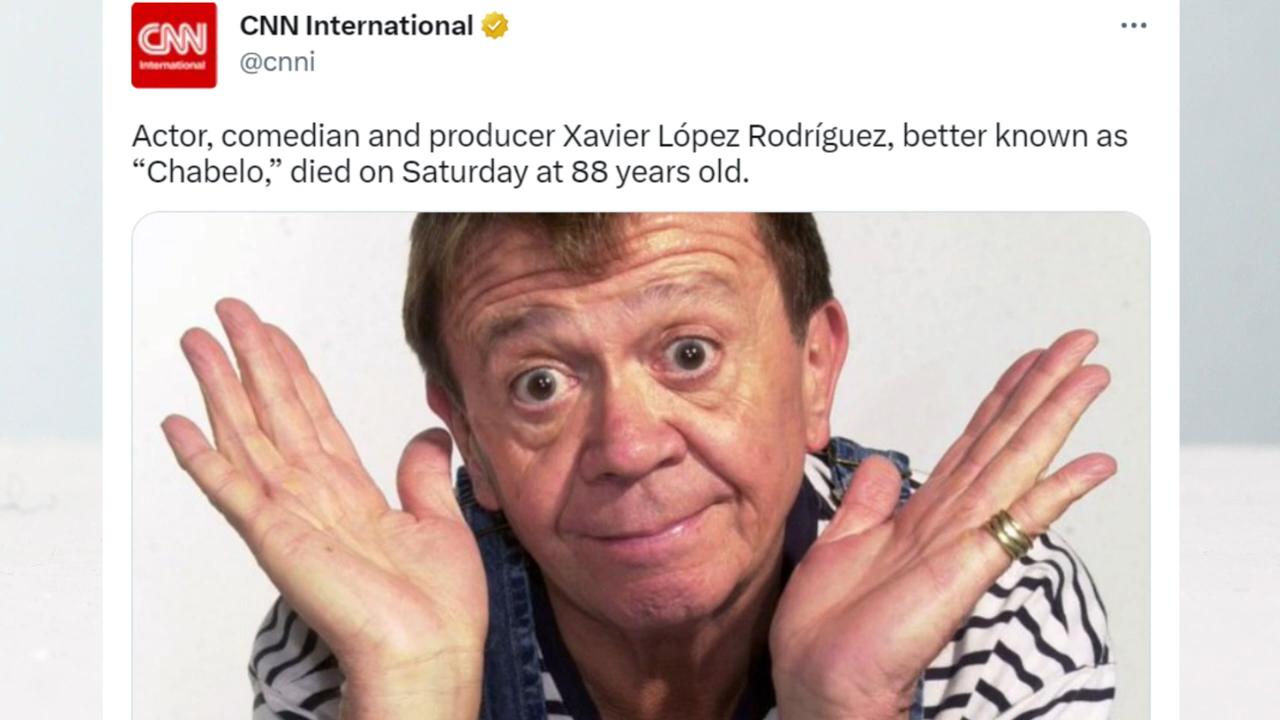 CNN
International
CNN International
@cnni
Actor, comedian and producer Xavier López Rodríguez, better known as
“Chabelo,” died on Saturday at 88 years old.